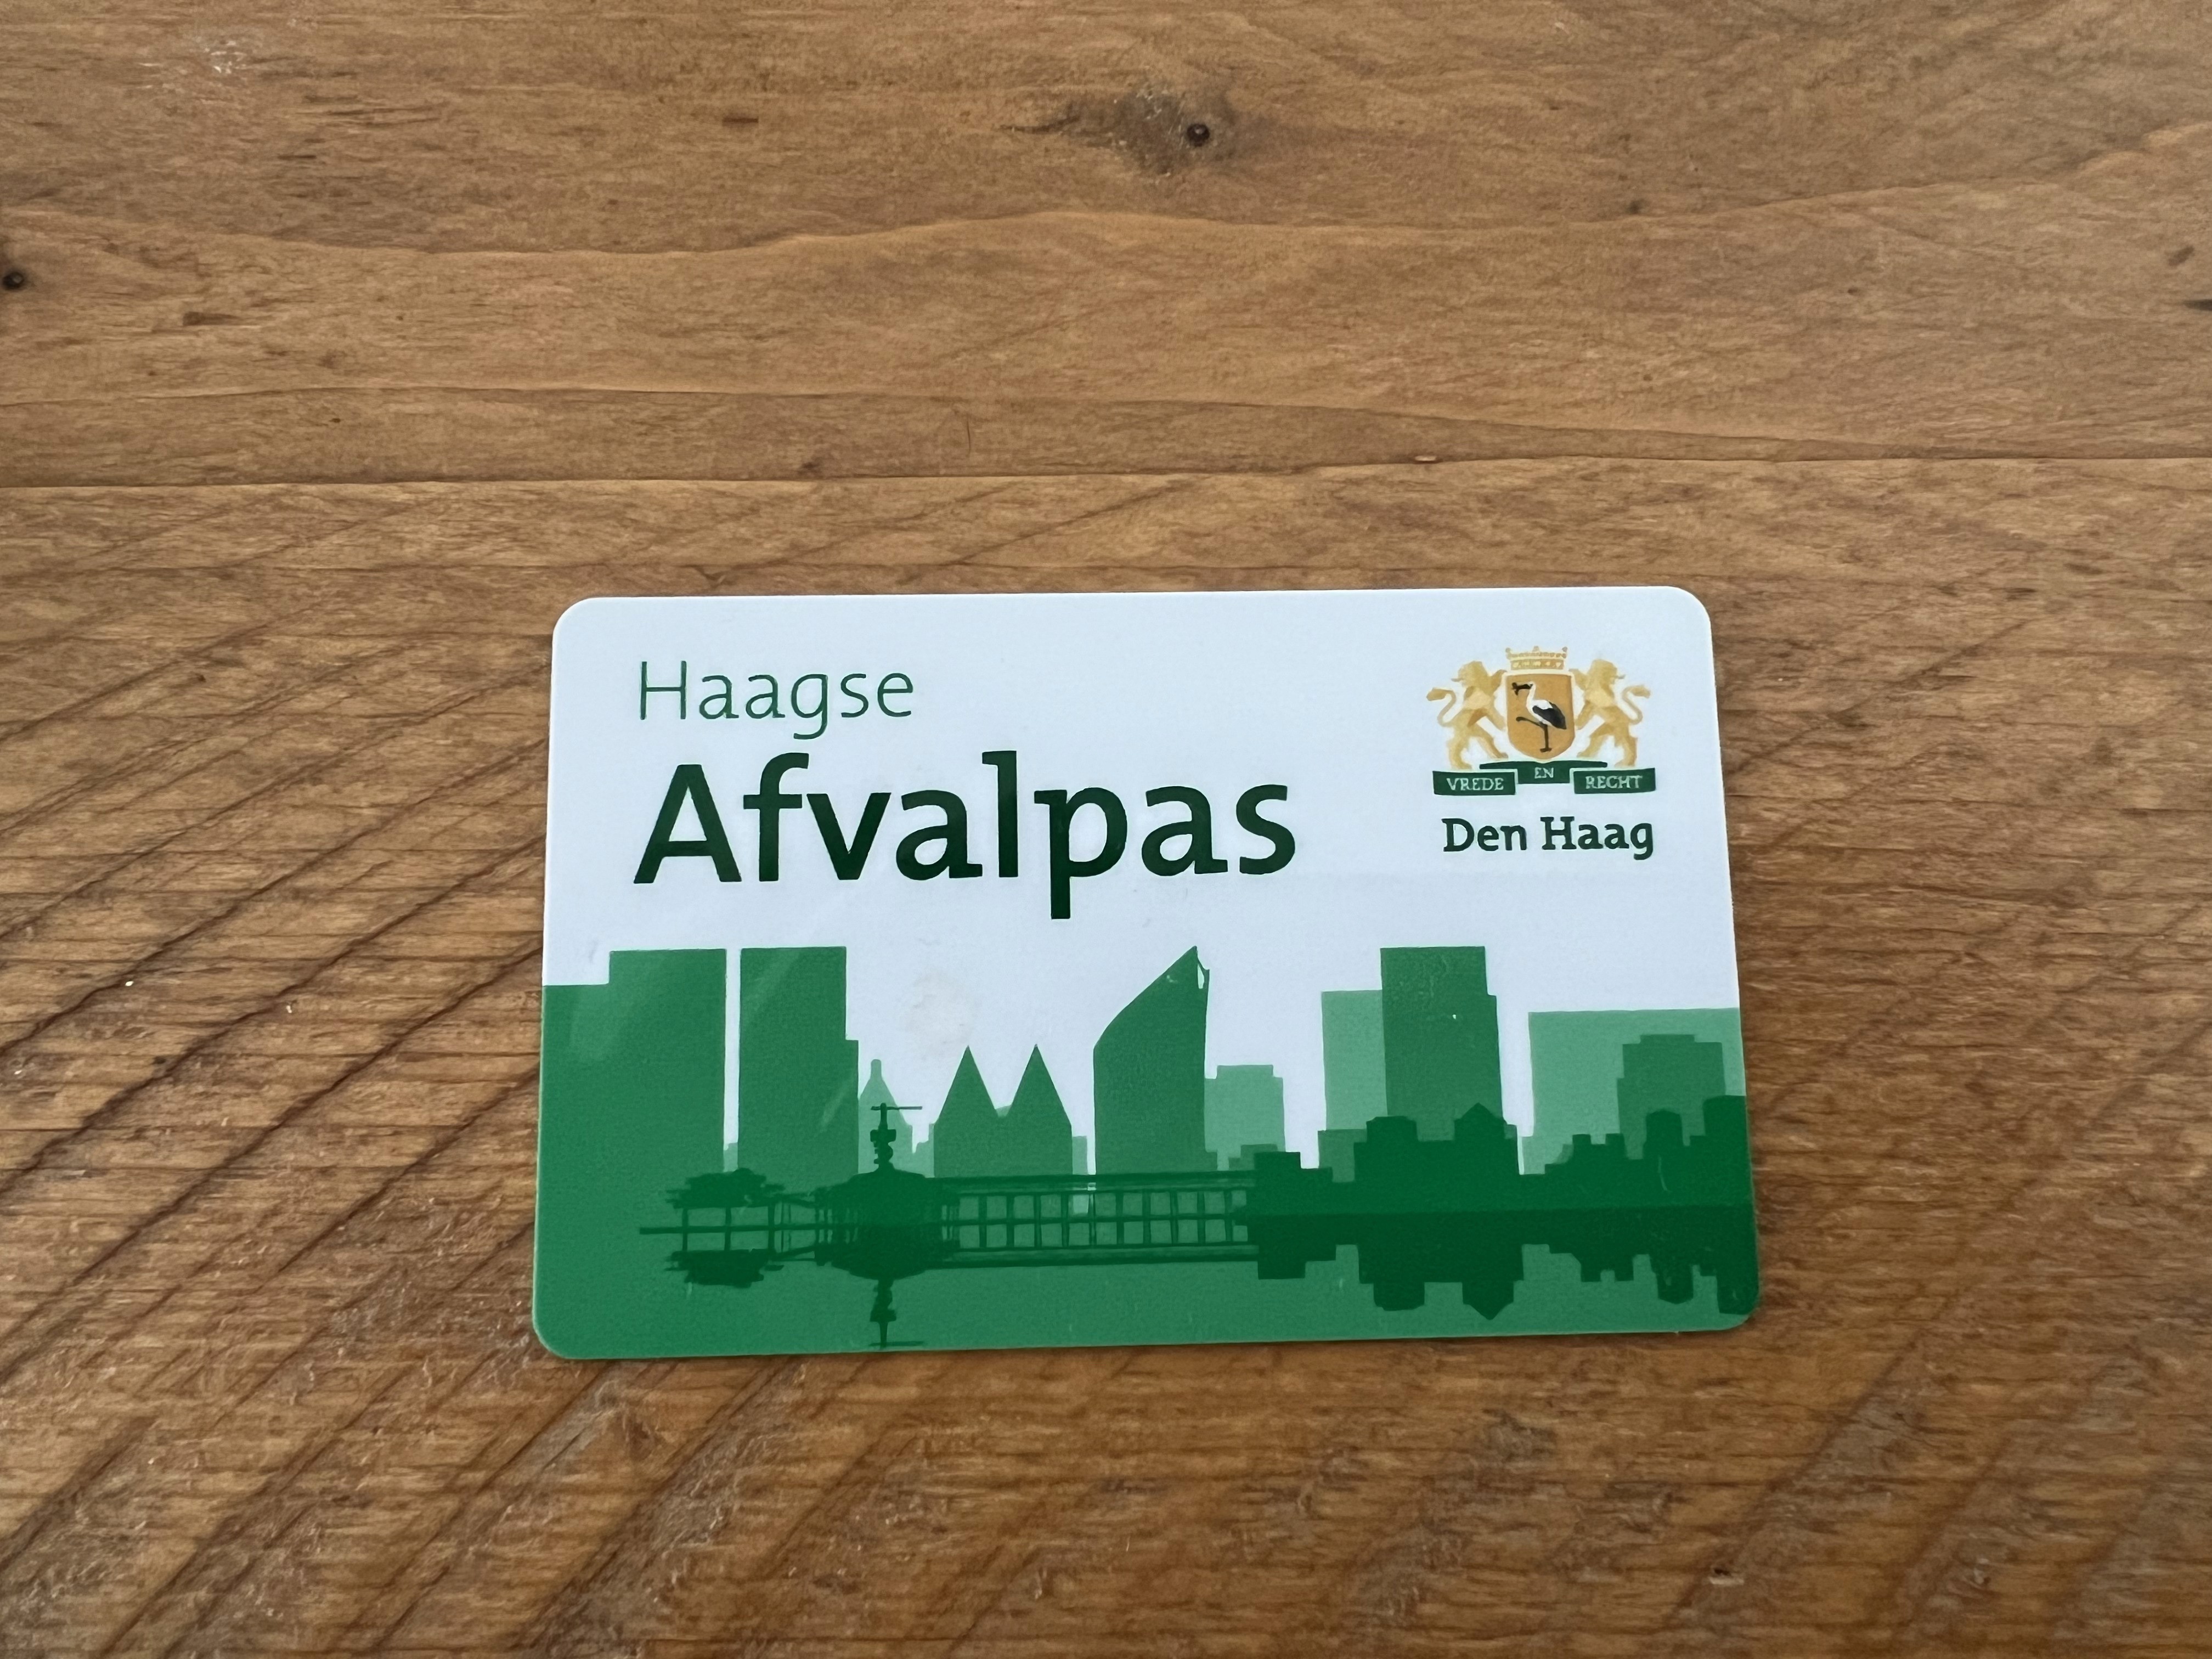 Haagse
Afvalpas
VREDE EN RECHT
Den Haag